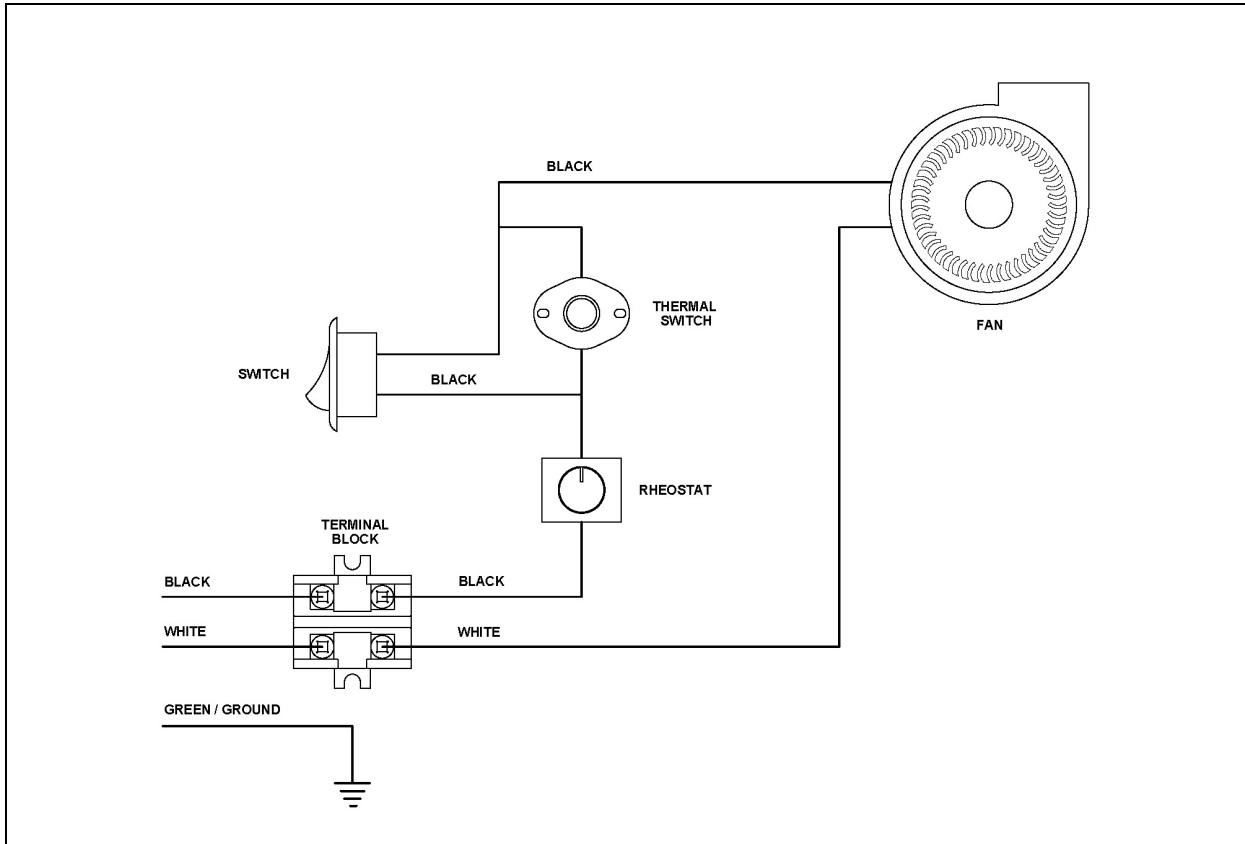 BLACK
THERMAL
SWITCH
FAN
SWITCH
BLACK
RHEOSTAT
TERMINAL
BLOCK
BLACK
BLACK
WHITE
WHITE
GREEN / GROUND